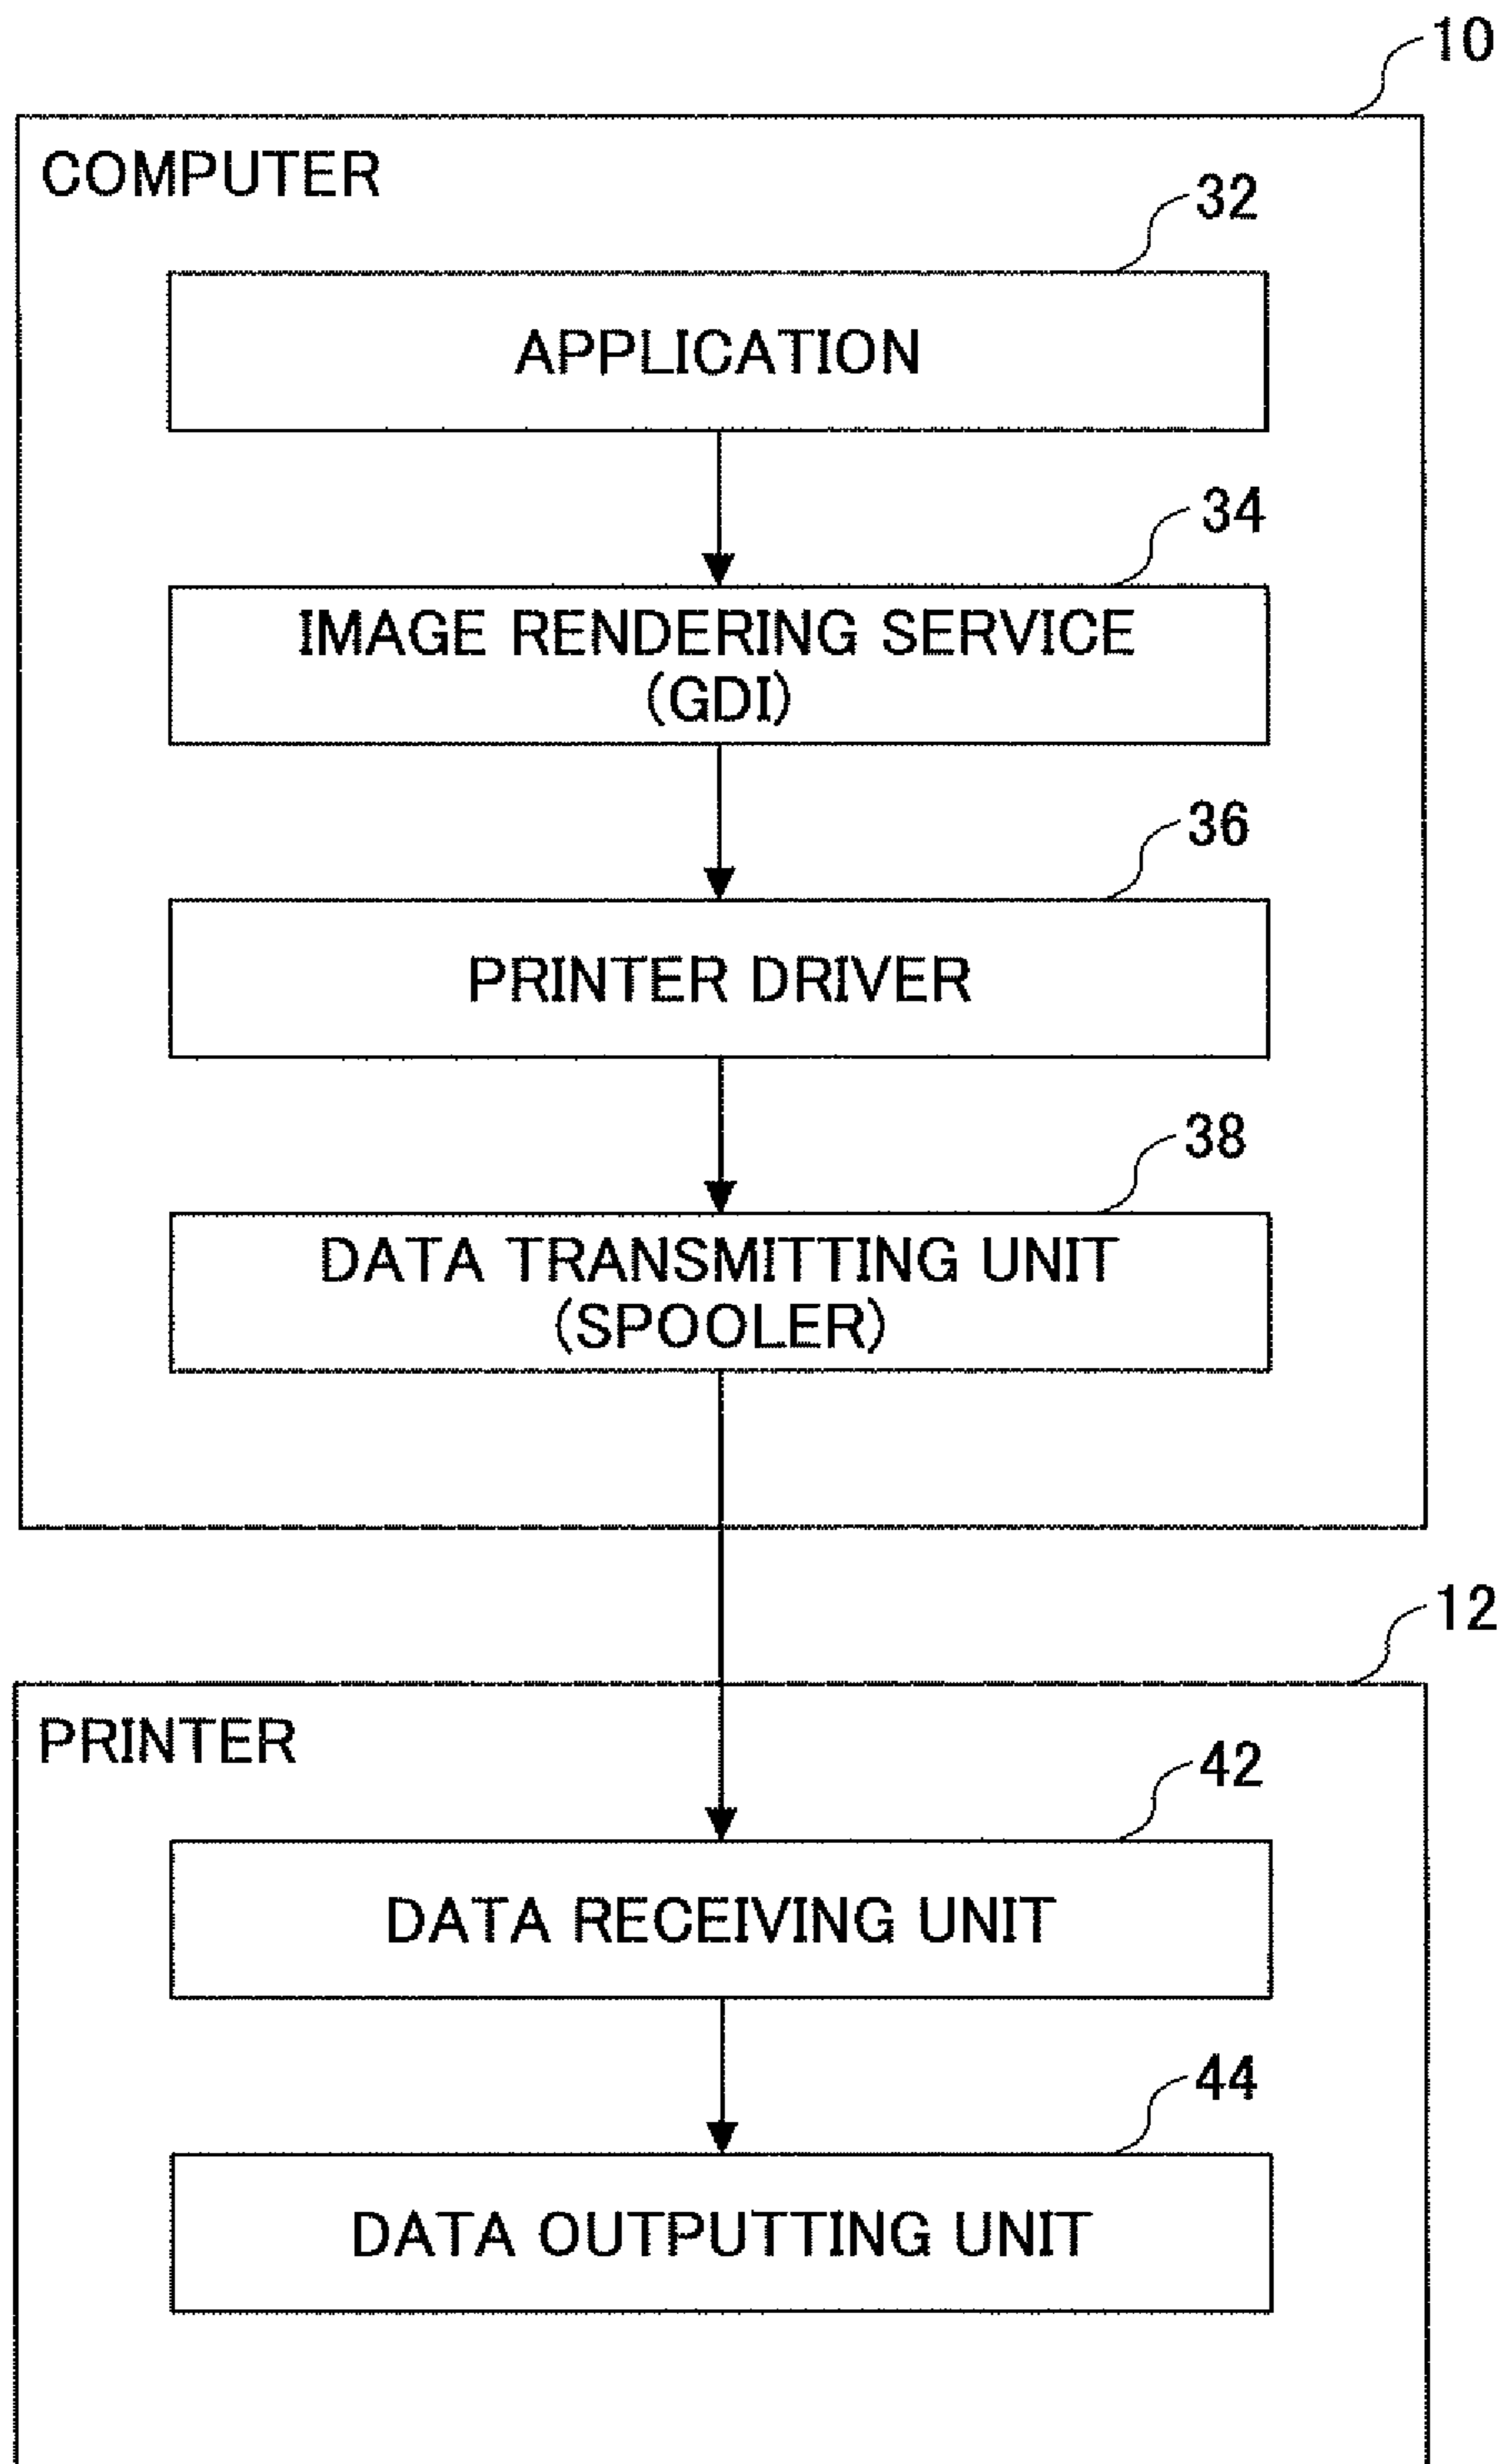 10
COMPUTER
32
APPLICATION
34
IMAGE RENDERING SERVICE
(GDI)
36
PRINTER DRIVER
38
DATA TRANSMITTING UNIT
(SPOOLER)
12
PRINTER
42
DATA RECEIVING UNIT
44
DATA OUTPUTTING UNIT